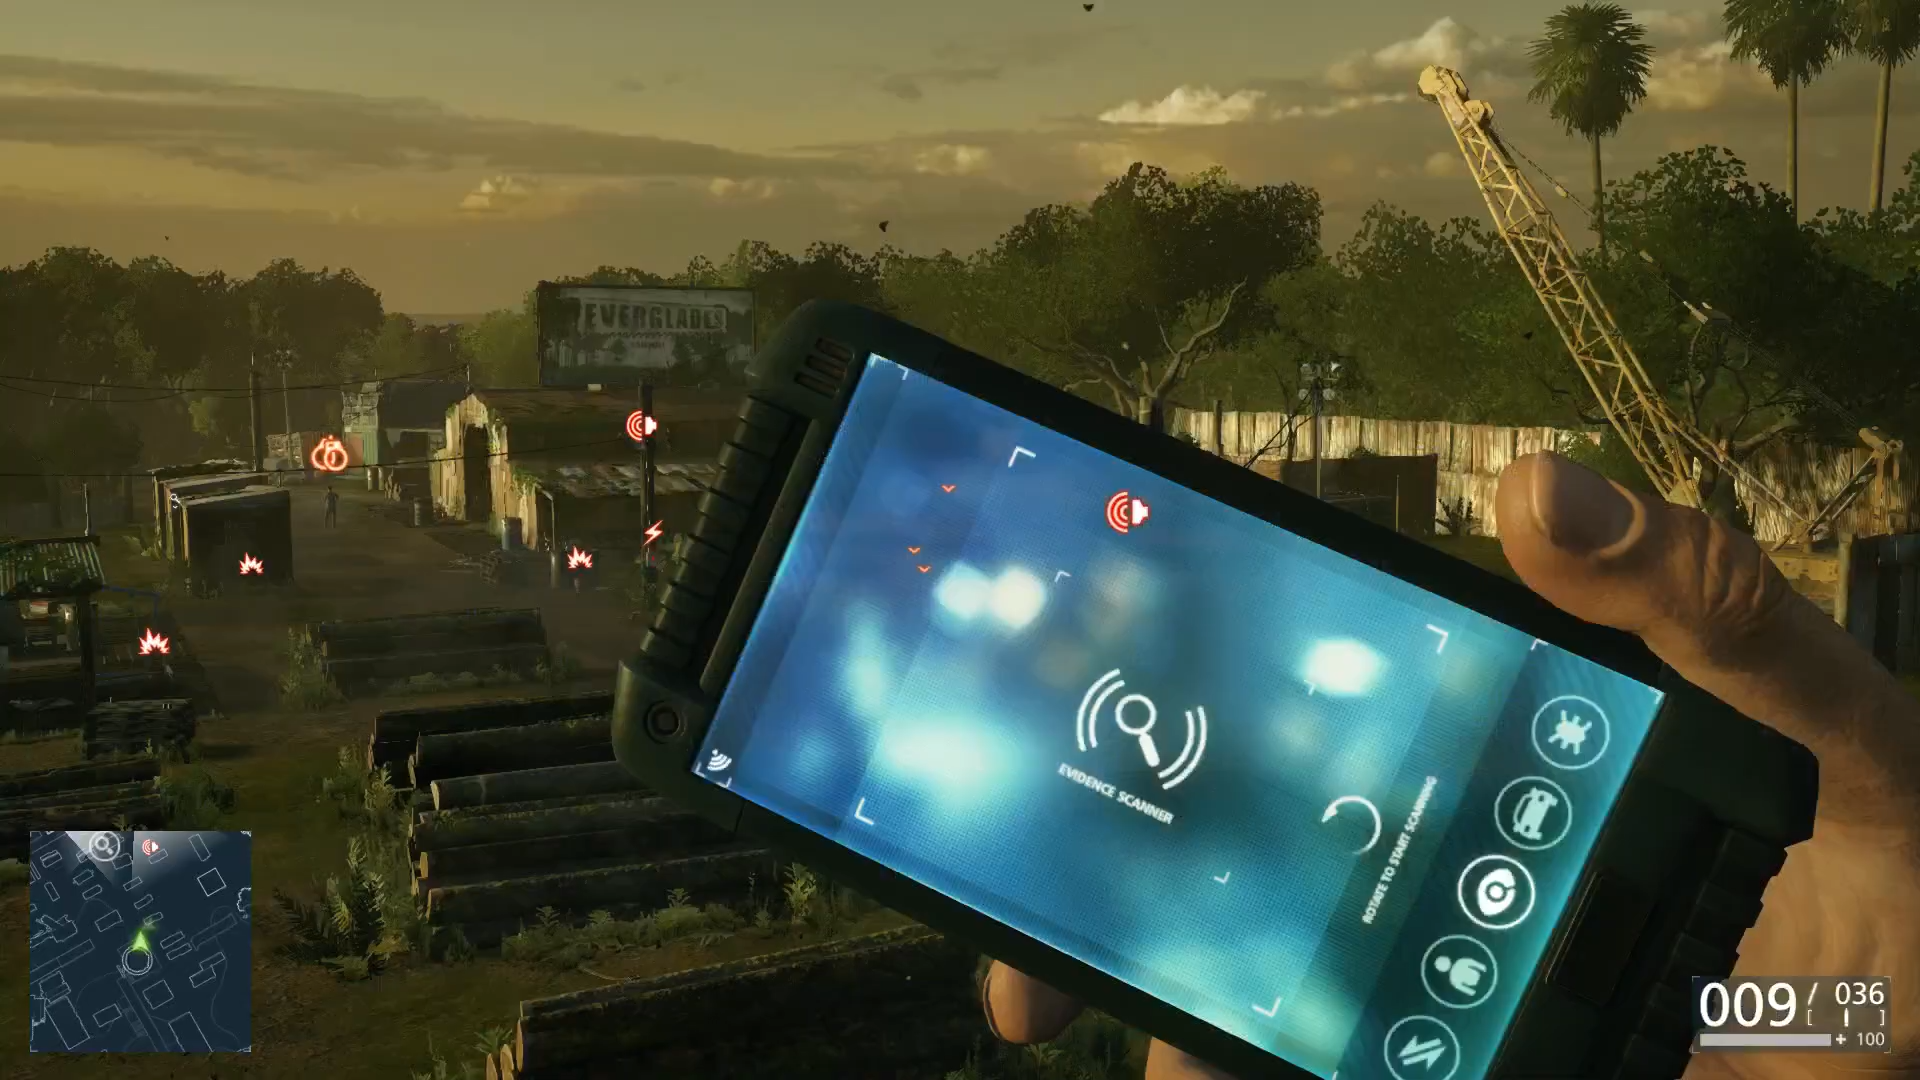 EVERGLADES
EVIDENCE SCANNER
ROTATE TO START SCANNING
009 / 036
[ | ]
+ 100